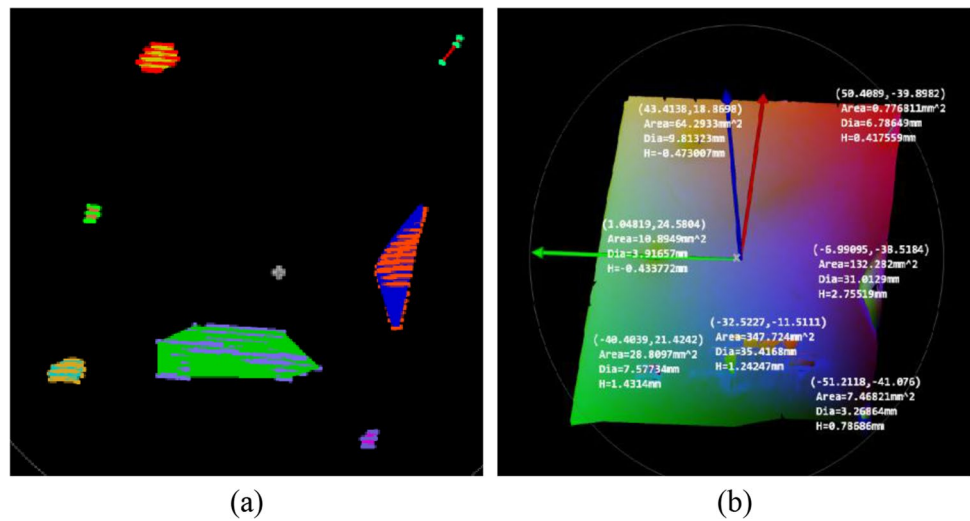 (50.4089,-39.8982)
Area=0.776811mm^2
Dia=6.78649mm
H=0.417559mm
(43.4138,18.8698)
Area=64.2933mm^2
Dia=9.81323mm
H=-0.473007mm
(1.04819,24.5804)
Area=10.8949mm^2
Dia=3.91657mm
H=-0.433772mm
(-6.99095,-38.5184)
Area=132.282mm^2
Dia=31.0129mm
H=2.75519mm
(-32.5227,-11.5111)
Area=347.724mm^2
Dia=35.4168mm
H=1.24247mm
(-40.4039,21.4242)
Area=28.8097mm^2
Dia=7.57734mm
H=1.4314mm
(-51.2118,-41.076)
Area=7.46821mm^2
Dia=3.26864mm
H=0.78686mm
(a)
(b)